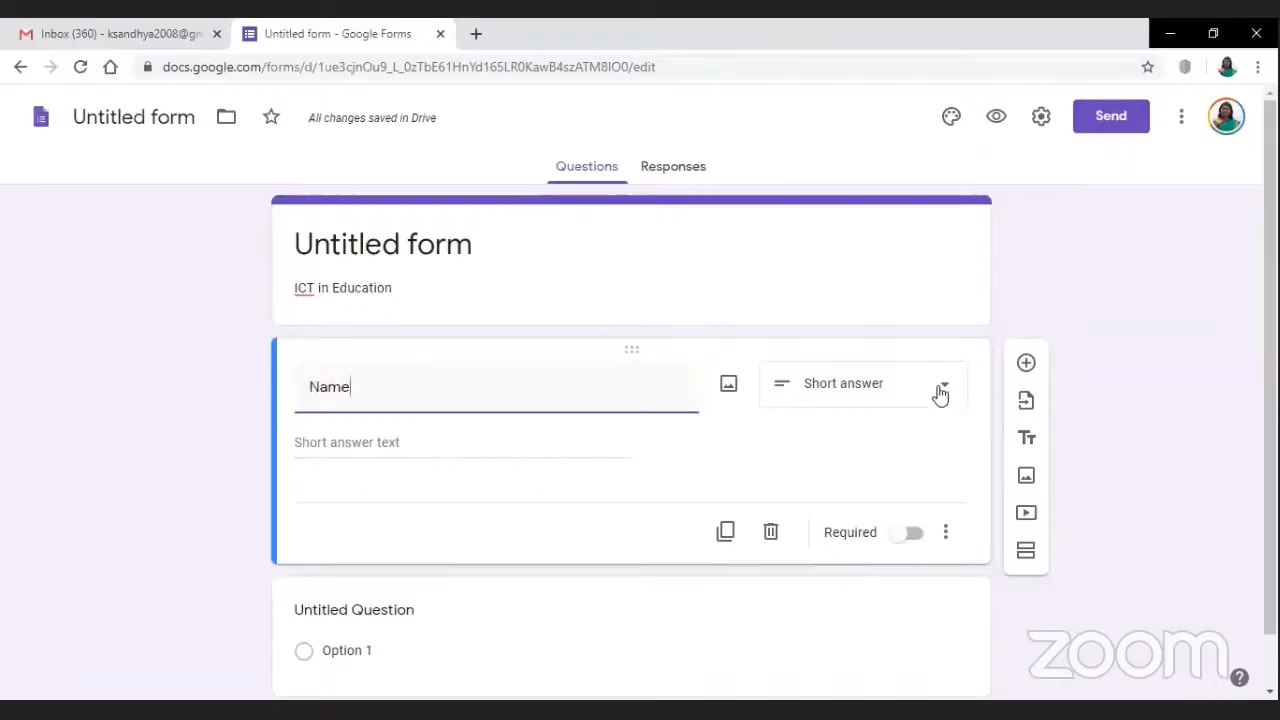 Inbox (360) - ksandhya2008@gm
Untitled form - Google Forms
docs.google.com/forms/d/1ue3cjnOu9_L_0zTbE61HnYd165LR0KawB4szATM8IO0/edit
Untitled form
All changes saved in Drive
Send
Questions
Responses
Untitled form
ICT in Education
Name
Short answer
Short answer text
Required
Untitled Question
Option 1
zoom